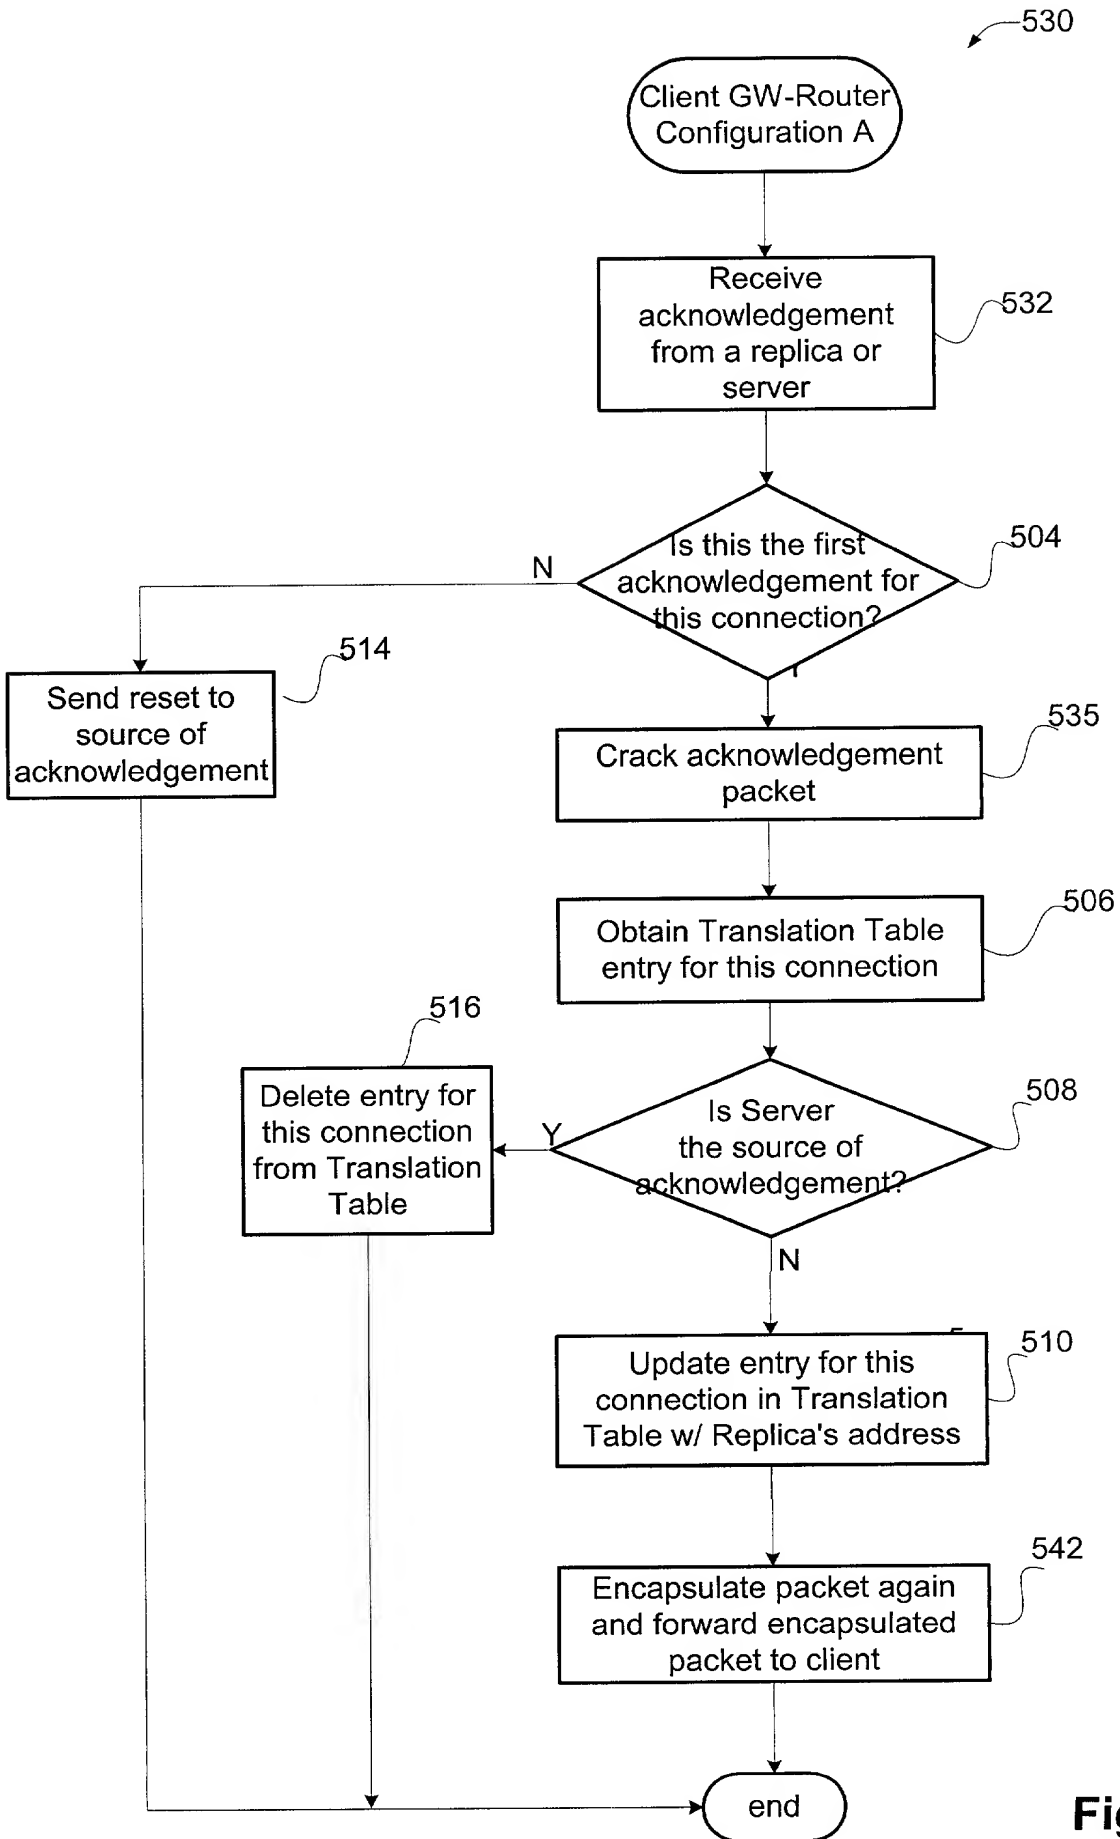 530
Client GW-Router
Configuration A
Receive
acknowledgement
from a replica or
server
532
Is this the first
acknowledgement for
this connection?
504
N
514
Send reset to
source of
acknowledgement
Crack acknowledgement
packet
535
Obtain Translation Table
entry for this connection
506
516
Delete entry for
this connection
from Translation
Table
Y
Is Server
the source of
acknowledgement?
508
N
Update entry for this
connection in Translation
Table w/ Replica's address
510
Encapsulate packet again
and forward encapsulated
packet to client
542
end